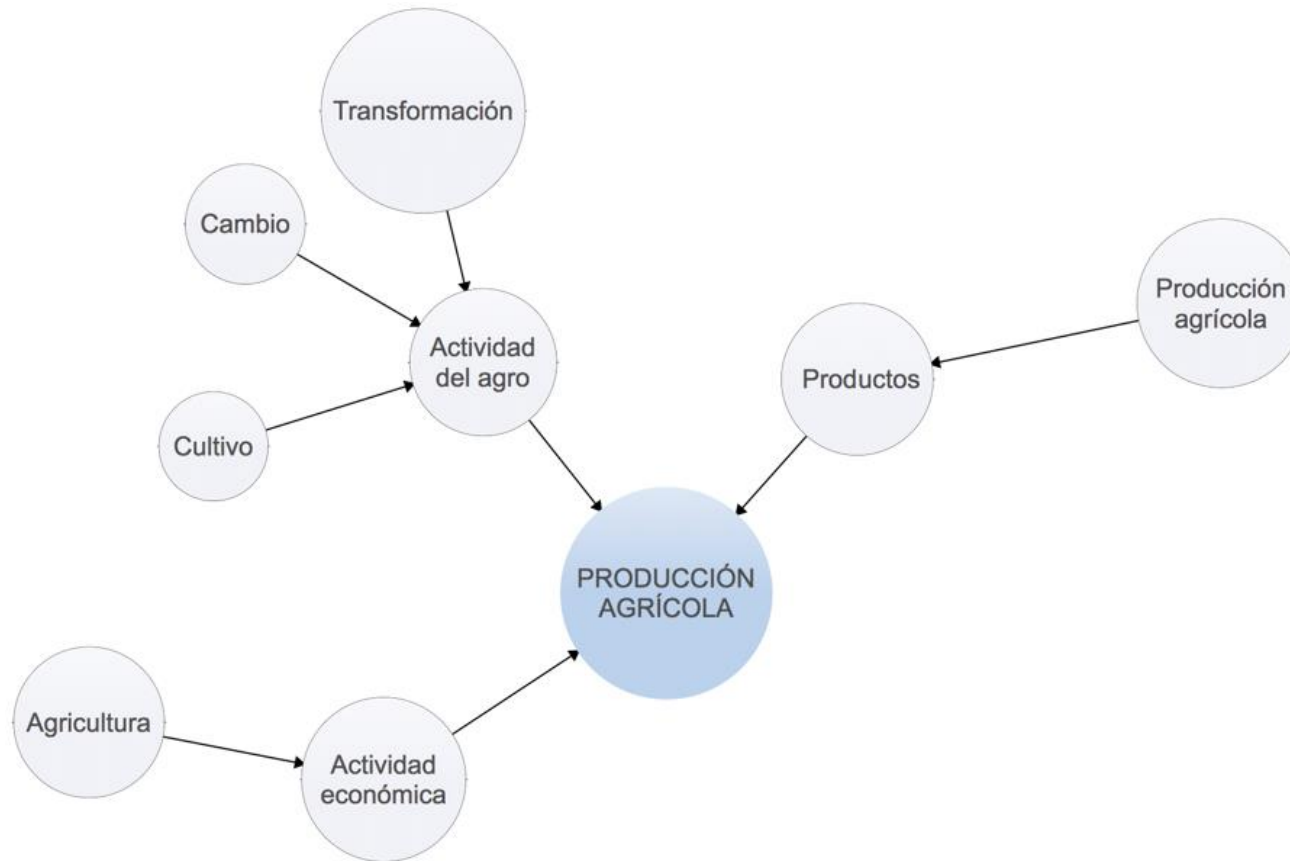 Transformación
Cambio
Producción
agrícola
Actividad
del agro
Productos
Cultivo
PRODUCCIÓN
AGRÍCOLA
Agricultura
Actividad
económica